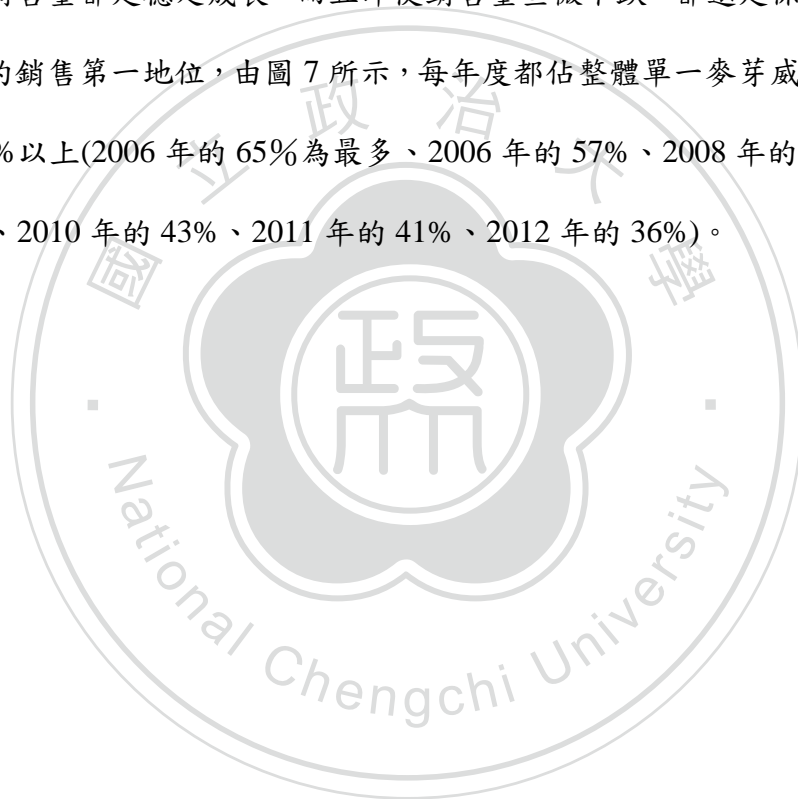 的銷售第一地位，由圖 7 所示，每年度都佔整體單一麥芽威
%以上(2006 年的 65%為最多、2006 年的 57%、2008 年的
、2010 年的 43%、2011 年的 41%、2012 年的 36%)。
國立政治大學
政
National Chengchi University